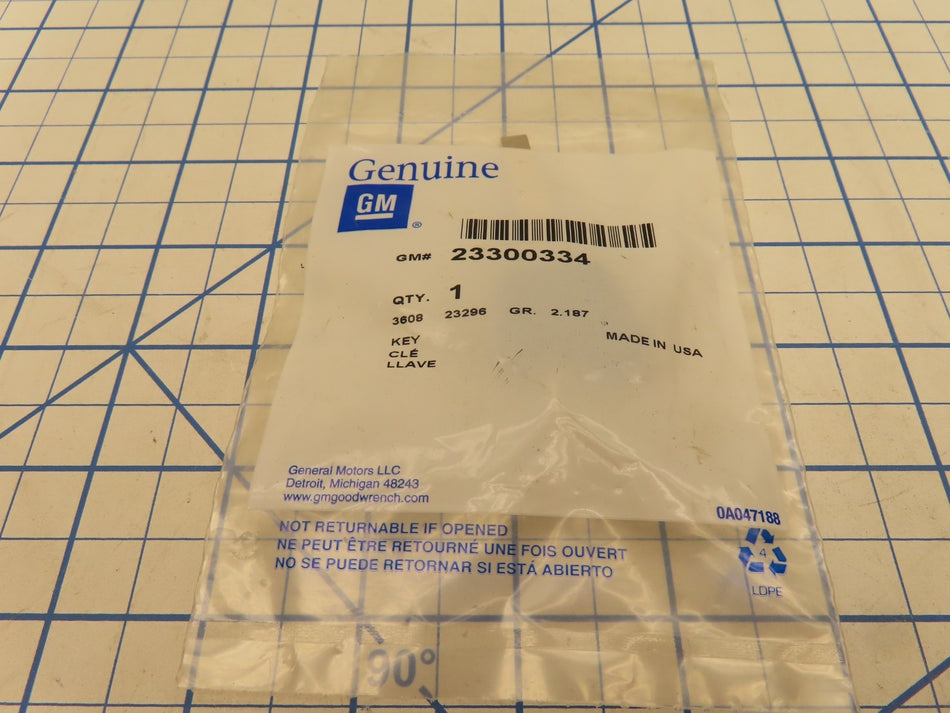 Genuine
GM ®
GM# 23300334
QTY. 1
3608 23296 GR. 2.187
KEY
MADE IN USA
CLÉ
LLAVE
General Motors LLC
Detroit, Michigan 48243
www.gmgoodwrench.com
0A047188
NOT RETURNABLE IF OPENED
NE PEUT ÊTRE RETOURNÉ UNE FOIS OUVERT
NO SE PUEDE RETORNAR SI ESTÁ ABIERTO
4
LDPE
90°